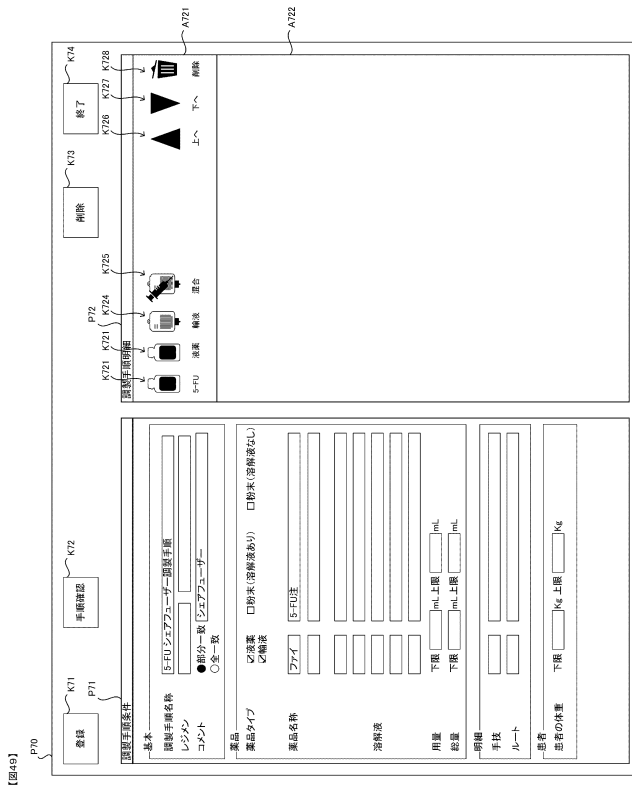 【図49】
P70
K71
登録
K72
手順確認
K73
削除
K74
終了
P71
調製手順条件
基本
調製手順名称 5-FU シェアフューザー調製手順
レジメン
コメント ●部分一致 シェアフューザー
○全一致
薬品
薬品タイプ ☑液薬 □粉末(溶解液あり) □粉末(溶解液なし)
☑輸液
薬品名称 ファイ 5-FU注
溶解液
用量 下限 mL 上限 mL
総量 下限 mL 上限 mL
明細
手技
ルート
患者
患者の体重 下限 Kg 上限 Kg
P72
調製手順明細
K721 K721 K724 K725 K726 K727 K728
5-FU 液薬 輸液 混合 上へ 下へ 削除
A721
A722